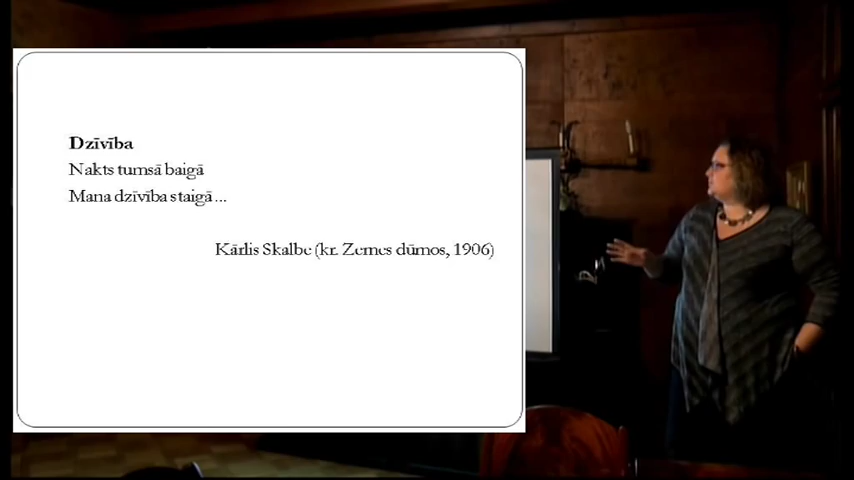 Dzīvība
Nakts tumsā baigā
Mana dzīvība staigā ...
Kārlis Skalbe (kr. Zemes dūmos, 1906)